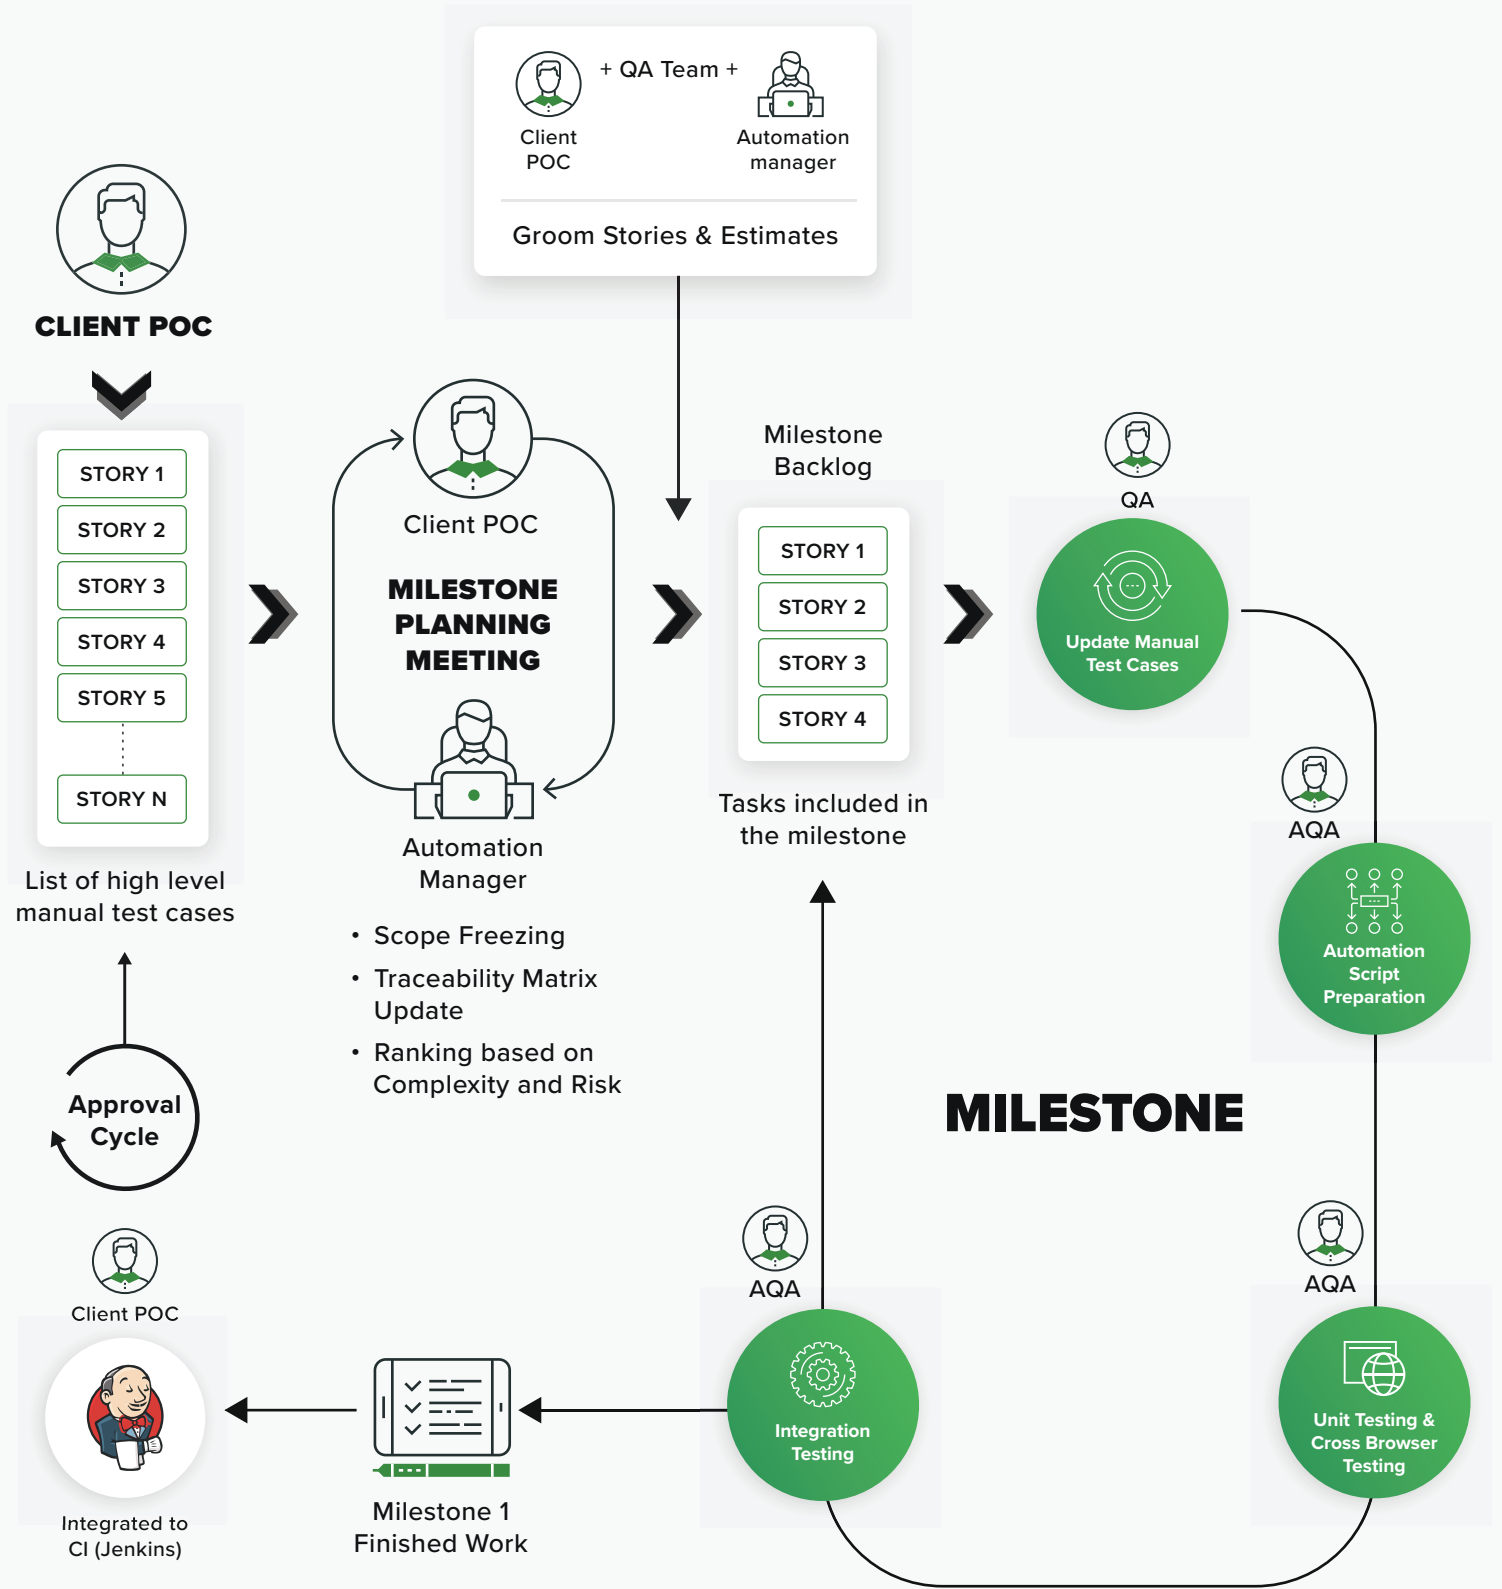 + QA Team +
Client
POC
Automation
manager
Groom Stories & Estimates
CLIENT POC
STORY 1
STORY 2
STORY 3
STORY 4
STORY 5
STORY N
List of high level
manual test cases
Client POC
MILESTONE
PLANNING
MEETING
Automation
Manager
• Scope Freezing
• Traceability Matrix
Update
• Ranking based on
Complexity and Risk
Milestone
Backlog
STORY 1
STORY 2
STORY 3
STORY 4
Tasks included in
the milestone
QA
Update Manual
Test Cases
AQA
Automation
Script
Preparation
MILESTONE
AQA
Unit Testing &
Cross Browser
Testing
AQA
Integration
Testing
Milestone 1
Finished Work
Approval
Cycle
Client POC
Integrated to
CI (Jenkins)